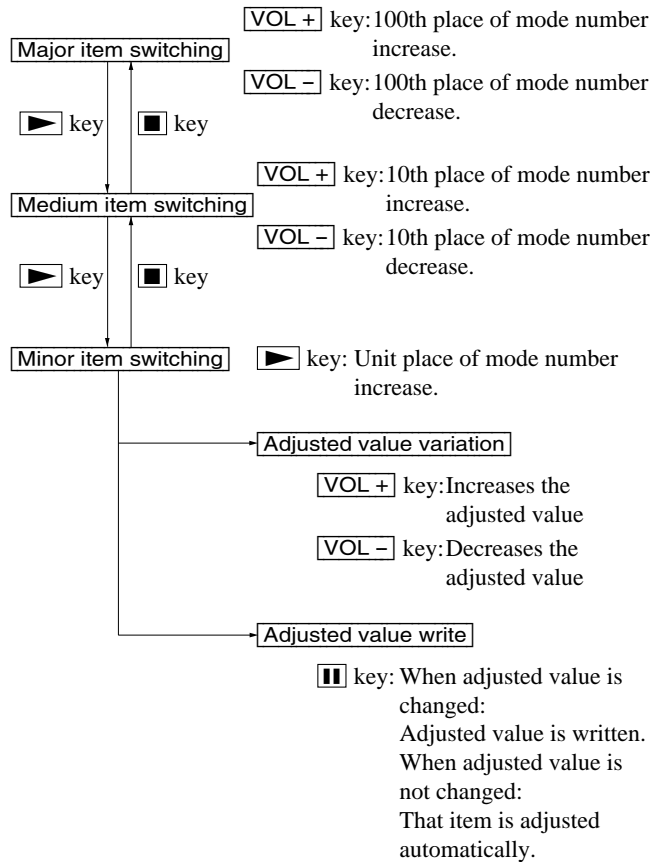 VOL + key: 100th place of mode number
increase.
Major item switching
VOL − key: 100th place of mode number
decrease.
▶ key ■ key
VOL + key: 10th place of mode number
increase.
Medium item switching
VOL − key: 10th place of mode number
decrease.
▶ key ■ key
Minor item switching
▶ key: Unit place of mode number
increase.
Adjusted value variation
VOL + key: Increases the
adjusted value
VOL − key: Decreases the
adjusted value
Adjusted value write
⏸ key: When adjusted value is
changed:
Adjusted value is written.
When adjusted value is
not changed:
That item is adjusted
automatically.